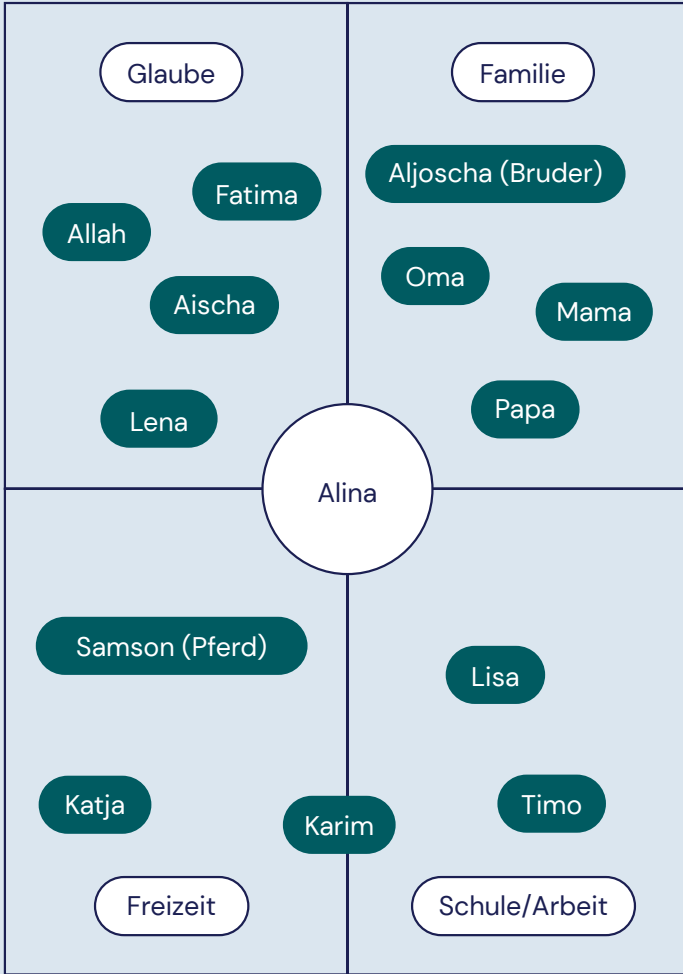 Glaube
Fatima
Allah
Aischa
Lena
Familie
Aljoscha (Bruder)
Oma
Mama
Papa
Alina
Samson (Pferd)
Katja
Karim
Freizeit
Lisa
Timo
Schule/Arbeit